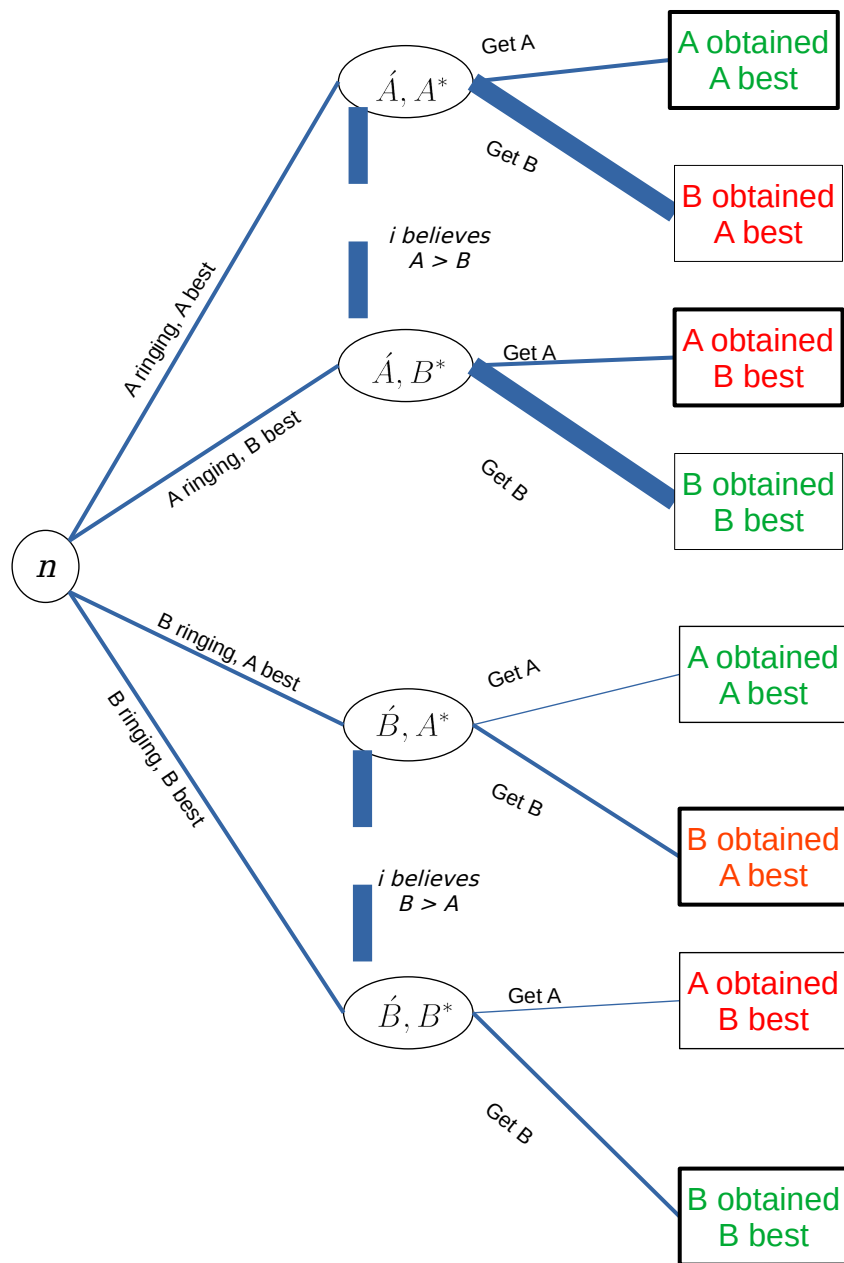 Get A
A obtained
A best
Á, A*
Get B
B obtained
A best
i believes
A > B
A ringing, A best
Get A
A obtained
B best
Á, B*
A ringing, B best
Get B
B obtained
B best
n
B ringing, A best
Get A
A obtained
A best
B́, A*
B ringing, B best
Get B
B obtained
A best
i believes
B > A
Get A
A obtained
B best
B́, B*
Get B
B obtained
B best